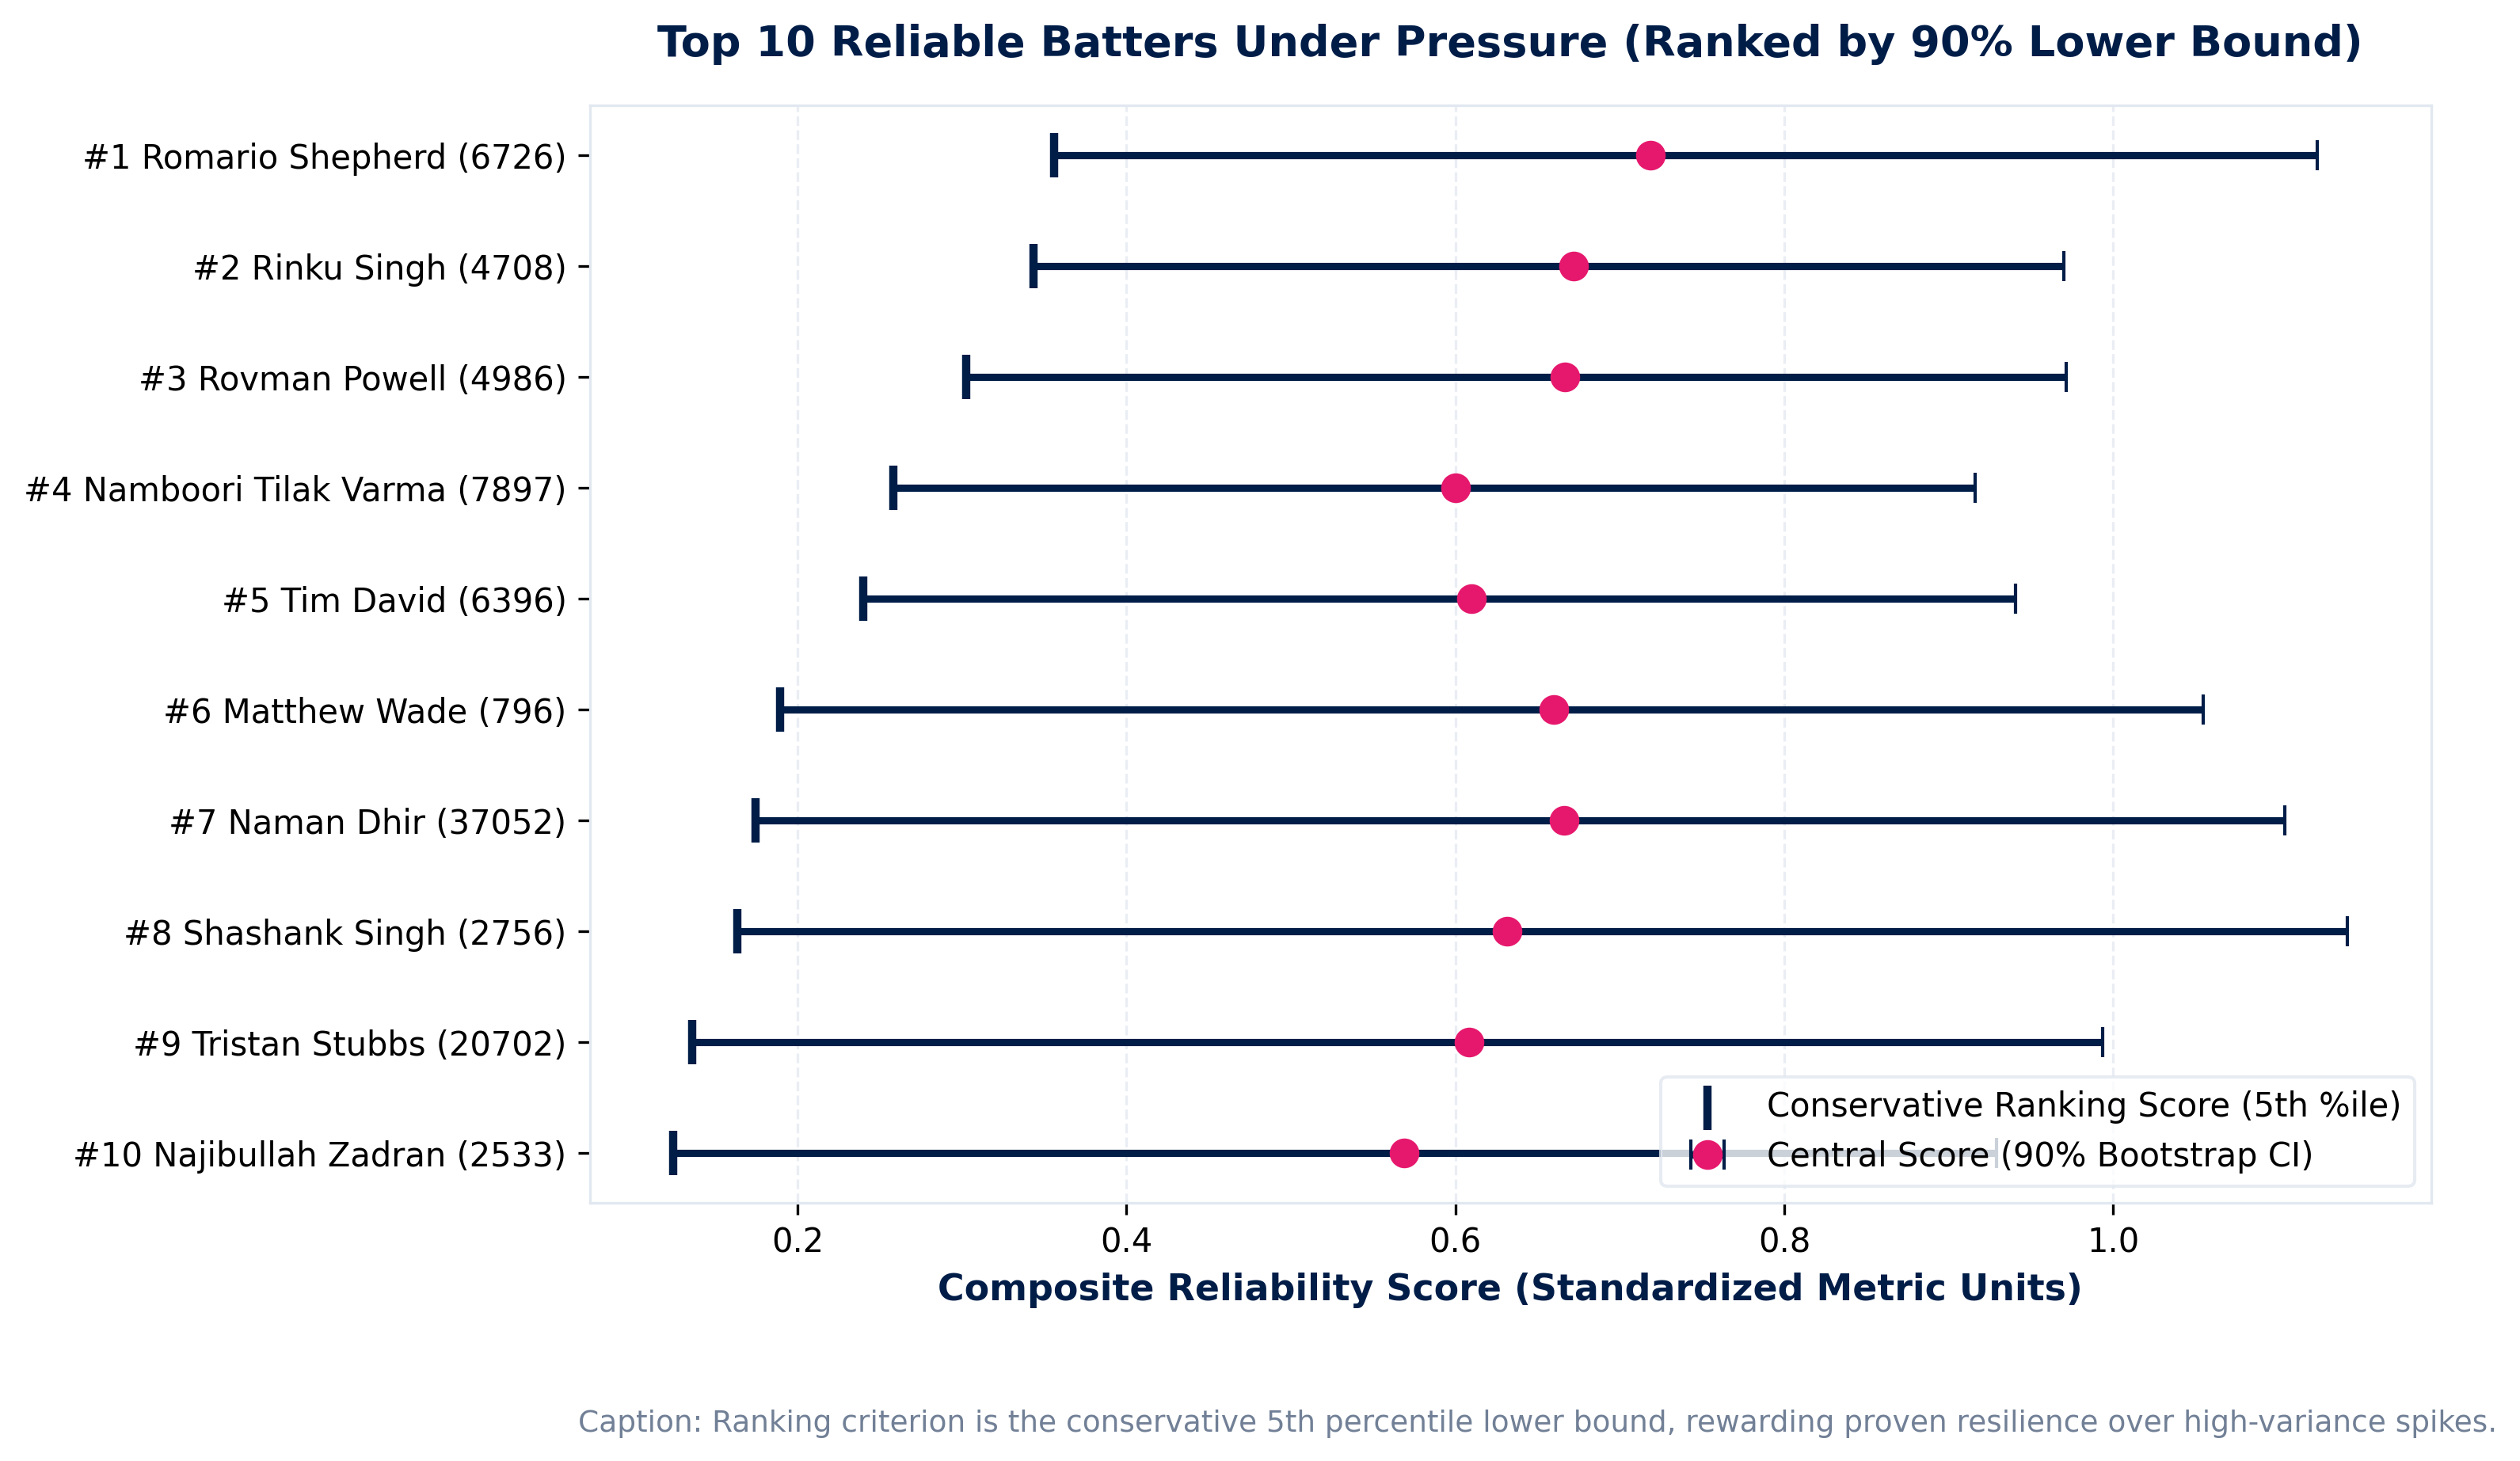 Top 10 Reliable Batters Under Pressure (Ranked by 90% Lower Bound)
#1 Romario Shepherd (6726)
#2 Rinku Singh (4708)
#3 Rovman Powell (4986)
#4 Namboori Tilak Varma (7897)
#5 Tim David (6396)
#6 Matthew Wade (796)
#7 Naman Dhir (37052)
#8 Shashank Singh (2756)
#9 Tristan Stubbs (20702)
#10 Najibullah Zadran (2533)
Conservative Ranking Score (5th %ile)
Central Score (90% Bootstrap CI)
0.2 0.4 0.6 0.8 1.0
Composite Reliability Score (Standardized Metric Units)
Caption: Ranking criterion is the conservative 5th percentile lower bound, rewarding proven resilience over high-variance spikes.